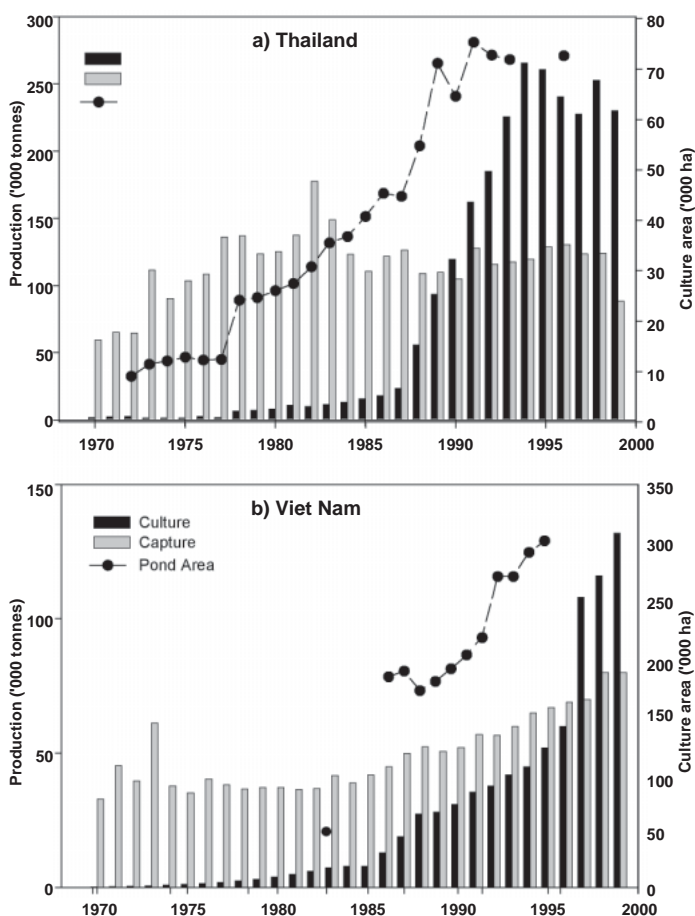 a) Thailand
Production ('000 tonnes)
300
250
200
150
100
50
0
80
70
60
50
40
30
20
10
0
Culture area ('000 ha)
1970 1975 1980 1985 1990 1995 2000
b) Viet Nam
Culture
Capture
Pond Area
Production ('000 tonnes)
150
100
50
0
350
300
250
200
150
100
50
0
Culture area ('000 ha)
1970 1975 1980 1985 1990 1995 2000